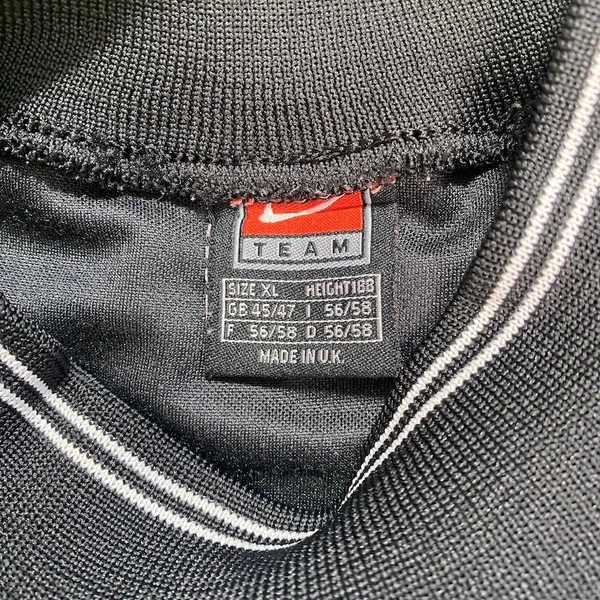 TEAM
SIZE XL HEIGHT188
GB 45/47 I 56/58
F 56/58 D 56/58
MADE IN U.K